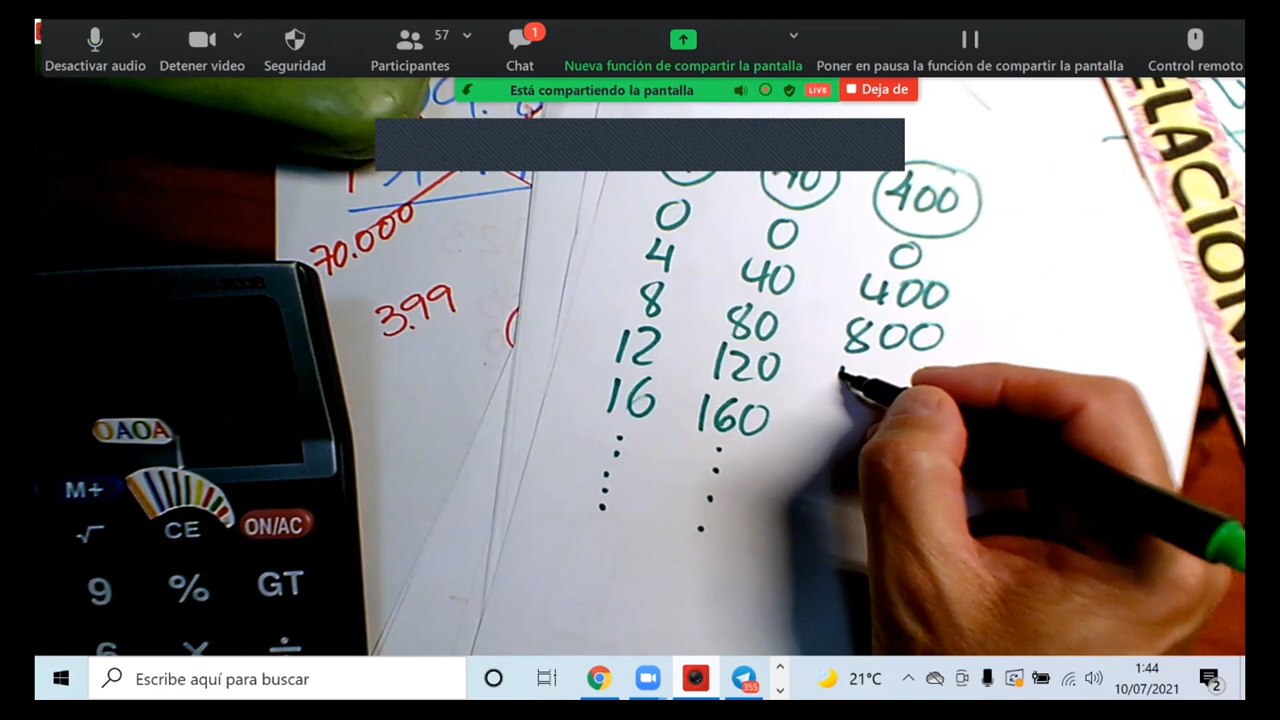 Desactivar audio
Detener video
Seguridad
57
Participantes
1
Chat
Nueva función de compartir la pantalla
Poner en pausa la función de compartir la pantalla
Control remoto
Está compartiendo la pantalla
LIVE
Deja de
ELACION
40 400
0 0 0
4 40 400
8 80 800
12 120
16 160
70.000
3.99
OAOA
M+
√ CE ON/AC
9 % GT
6 × ÷
Escribe aquí para buscar
355
21°C
1:44
10/07/2021
2